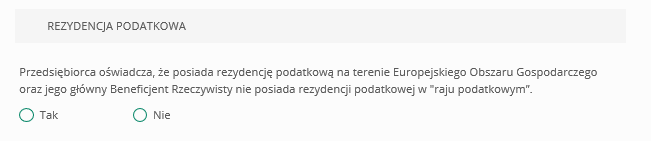 REZYDENCJA PODATKOWA
Przedsiębiorca oświadcza, że posiada rezydencję podatkową na terenie Europejskiego Obszaru Gospodarczego
oraz jego główny Beneficjent Rzeczywisty nie posiada rezydencji podatkowej w "raju podatkowym".
Tak Nie